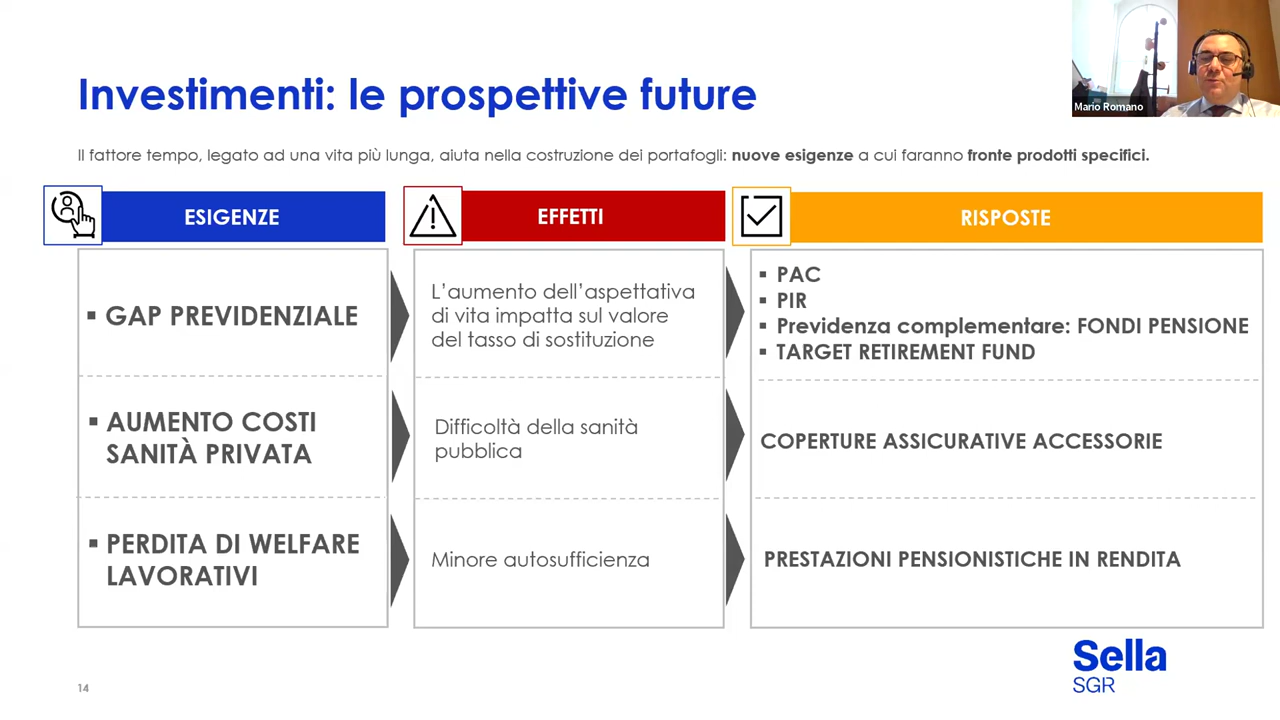 Investimenti: le prospettive future
Mario Romano
Il fattore tempo, legato ad una vita più lunga, aiuta nella costruzione dei portafogli: nuove esigenze a cui faranno fronte prodotti specifici.
ESIGENZE
EFFETTI
RISPOSTE
▪ GAP PREVIDENZIALE
L'aumento dell'aspettativa
di vita impatta sul valore
del tasso di sostituzione
▪ PAC
▪ PIR
▪ Previdenza complementare: FONDI PENSIONE
▪ TARGET RETIREMENT FUND
▪ AUMENTO COSTI
SANITÀ PRIVATA
Difficoltà della sanità
pubblica
COPERTURE ASSICURATIVE ACCESSORIE
▪ PERDITA DI WELFARE
LAVORATIVI
Minore autosufficienza
PRESTAZIONI PENSIONISTICHE IN RENDITA
Sella
SGR
14